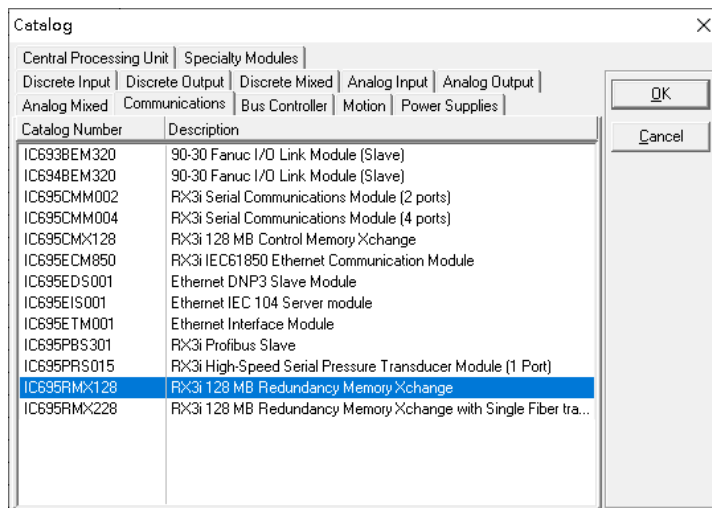 Catalog
Central Processing Unit Specialty Modules
Discrete Input Discrete Output Discrete Mixed Analog Input Analog Output
Analog Mixed Communications Bus Controller Motion Power Supplies
OK
Cancel
Catalog Number Description
IC693BEM320 90-30 Fanuc I/O Link Module (Slave)
IC694BEM320 90-30 Fanuc I/O Link Module (Slave)
IC695CMM002 RX3i Serial Communications Module (2 ports)
IC695CMM004 RX3i Serial Communications Module (4 ports)
IC695CMX128 RX3i 128 MB Control Memory Xchange
IC695ECM850 RX3i IEC61850 Ethernet Communication Module
IC695EDS001 Ethernet DNP3 Slave Module
IC695EIS001 Ethernet IEC 104 Server module
IC695ETM001 Ethernet Interface Module
IC695PBS301 RX3i Profibus Slave
IC695PRS015 RX3i High-Speed Serial Pressure Transducer Module (1 Port)
IC695RMX128 RX3i 128 MB Redundancy Memory Xchange
IC695RMX228 RX3i 128 MB Redundancy Memory Xchange with Single Fiber tra...